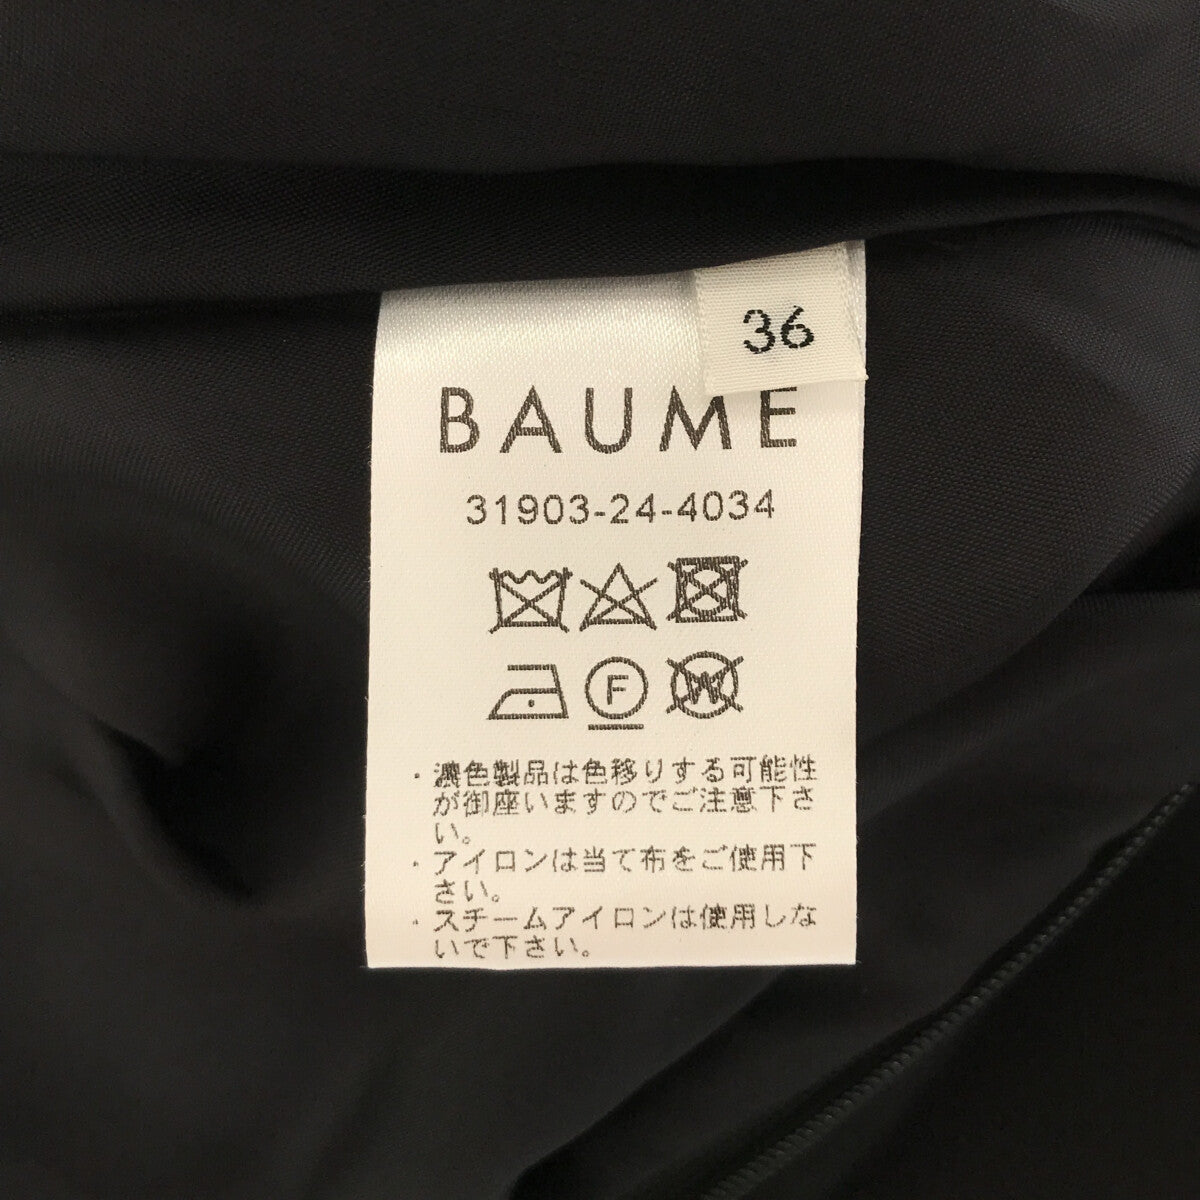 36
BAUME
31903-24-4034
F
W
・濃色製品は色移りする可能性
が御座いますのでご注意下さ
い。
・アイロンは当て布をご使用下
さい。
・スチームアイロンは使用しな
いで下さい。